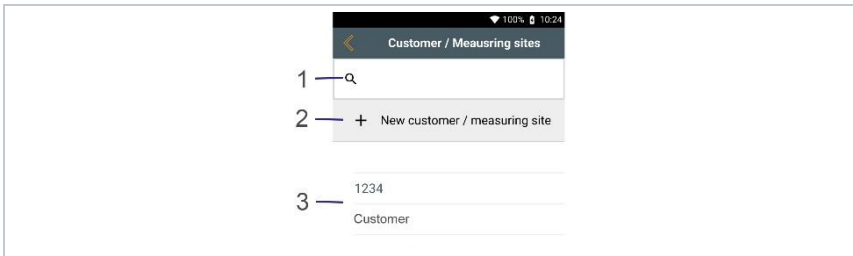 100% 10:24
Customer / Meausring sites
1
2
+ New customer / measuring site
3
1234
Customer